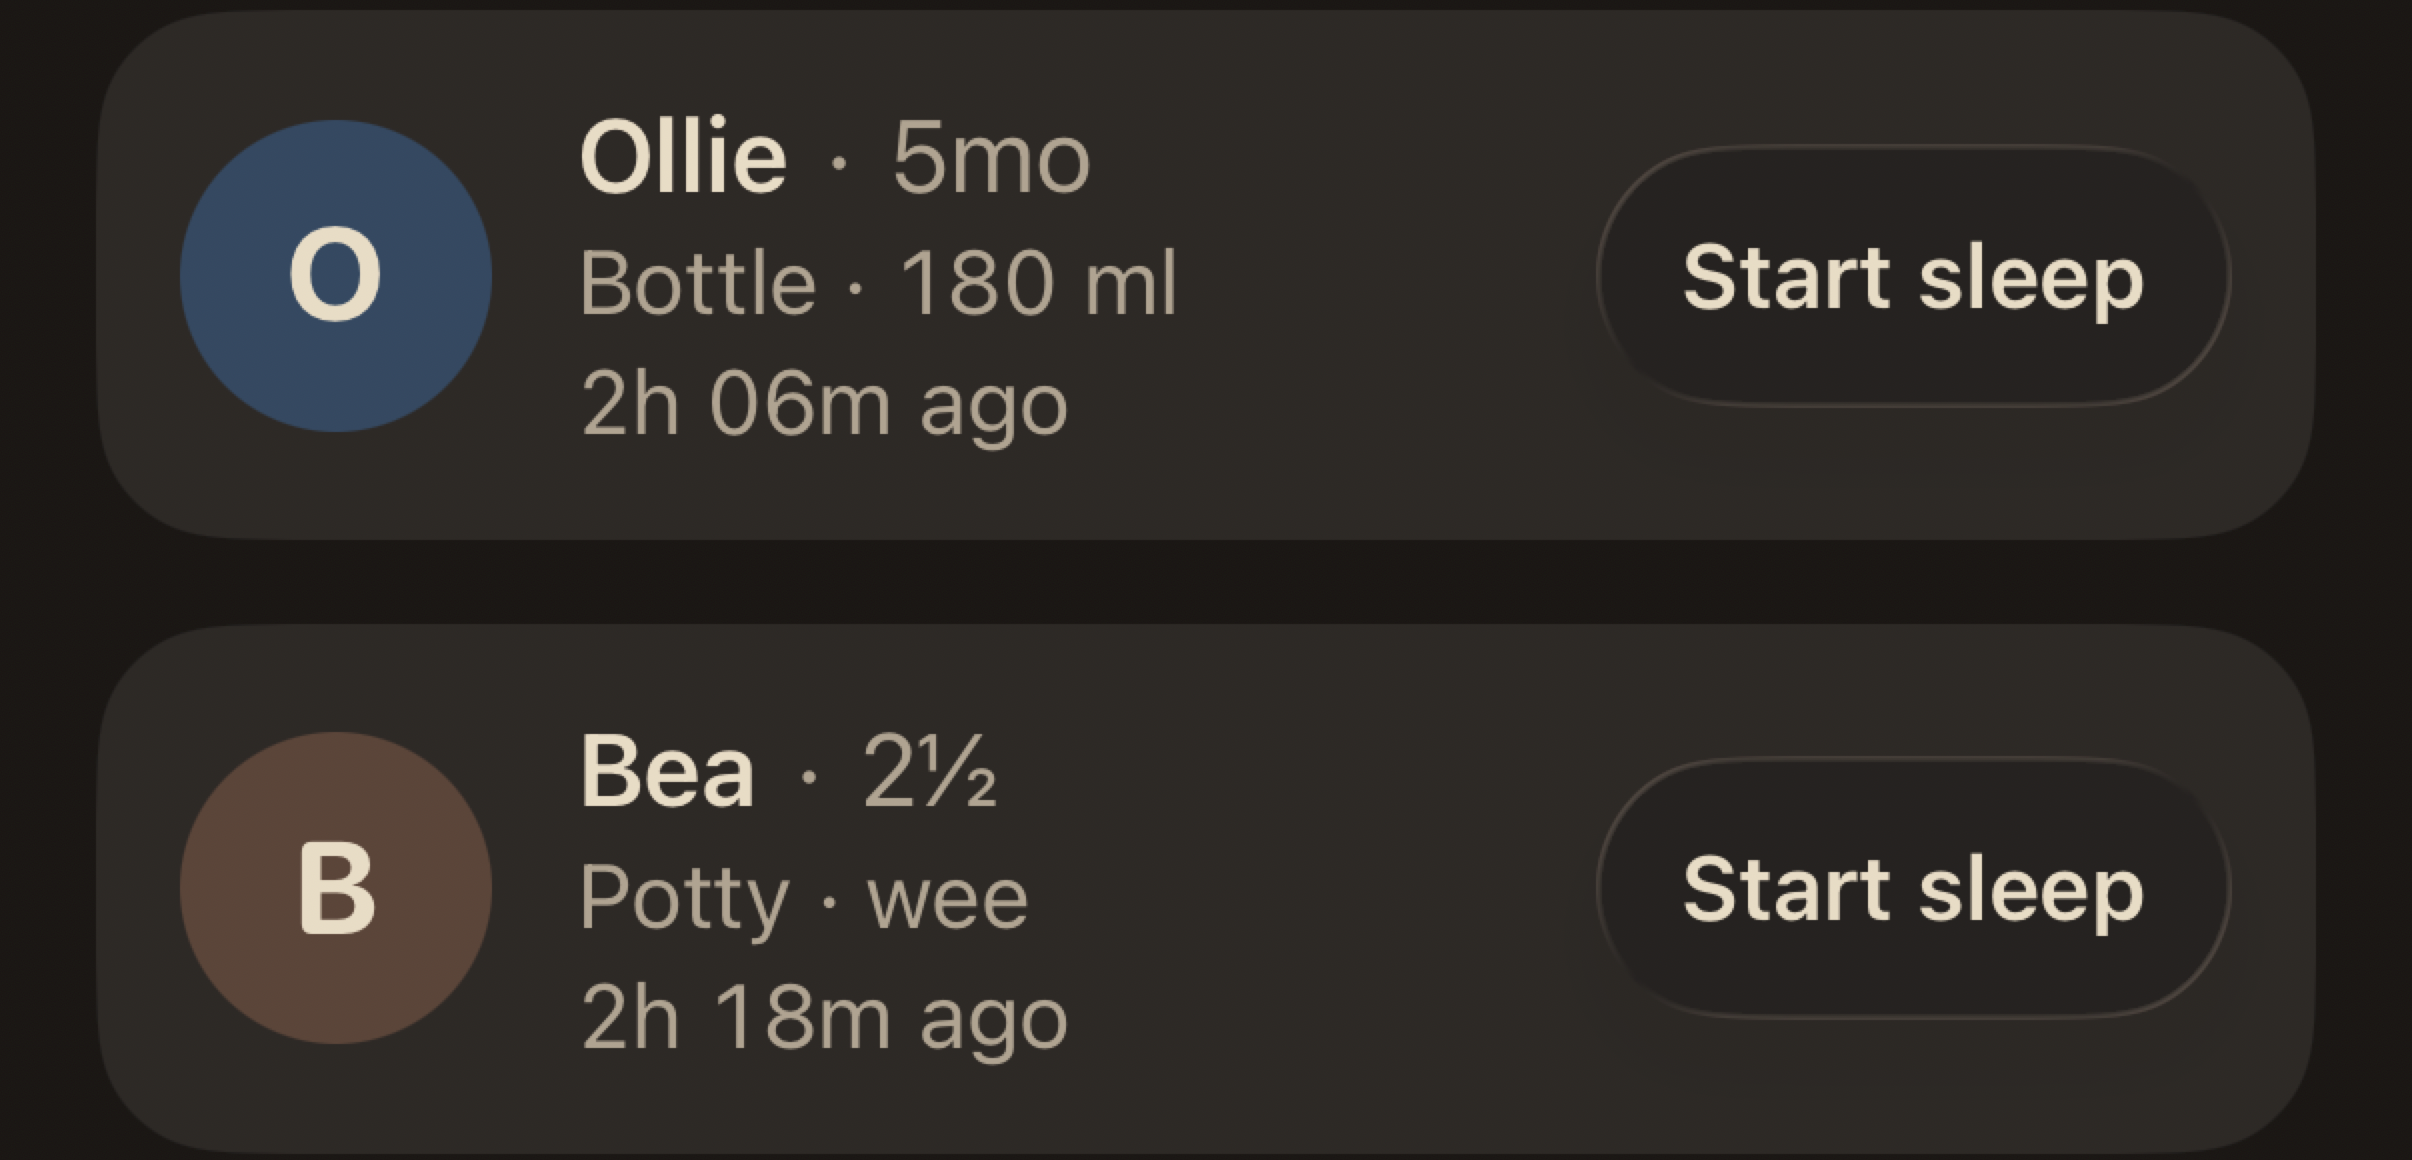 O
Ollie · 5mo
Bottle · 180 ml
2h 06m ago
Start sleep
B
Bea · 2½
Potty · wee
2h 18m ago
Start sleep